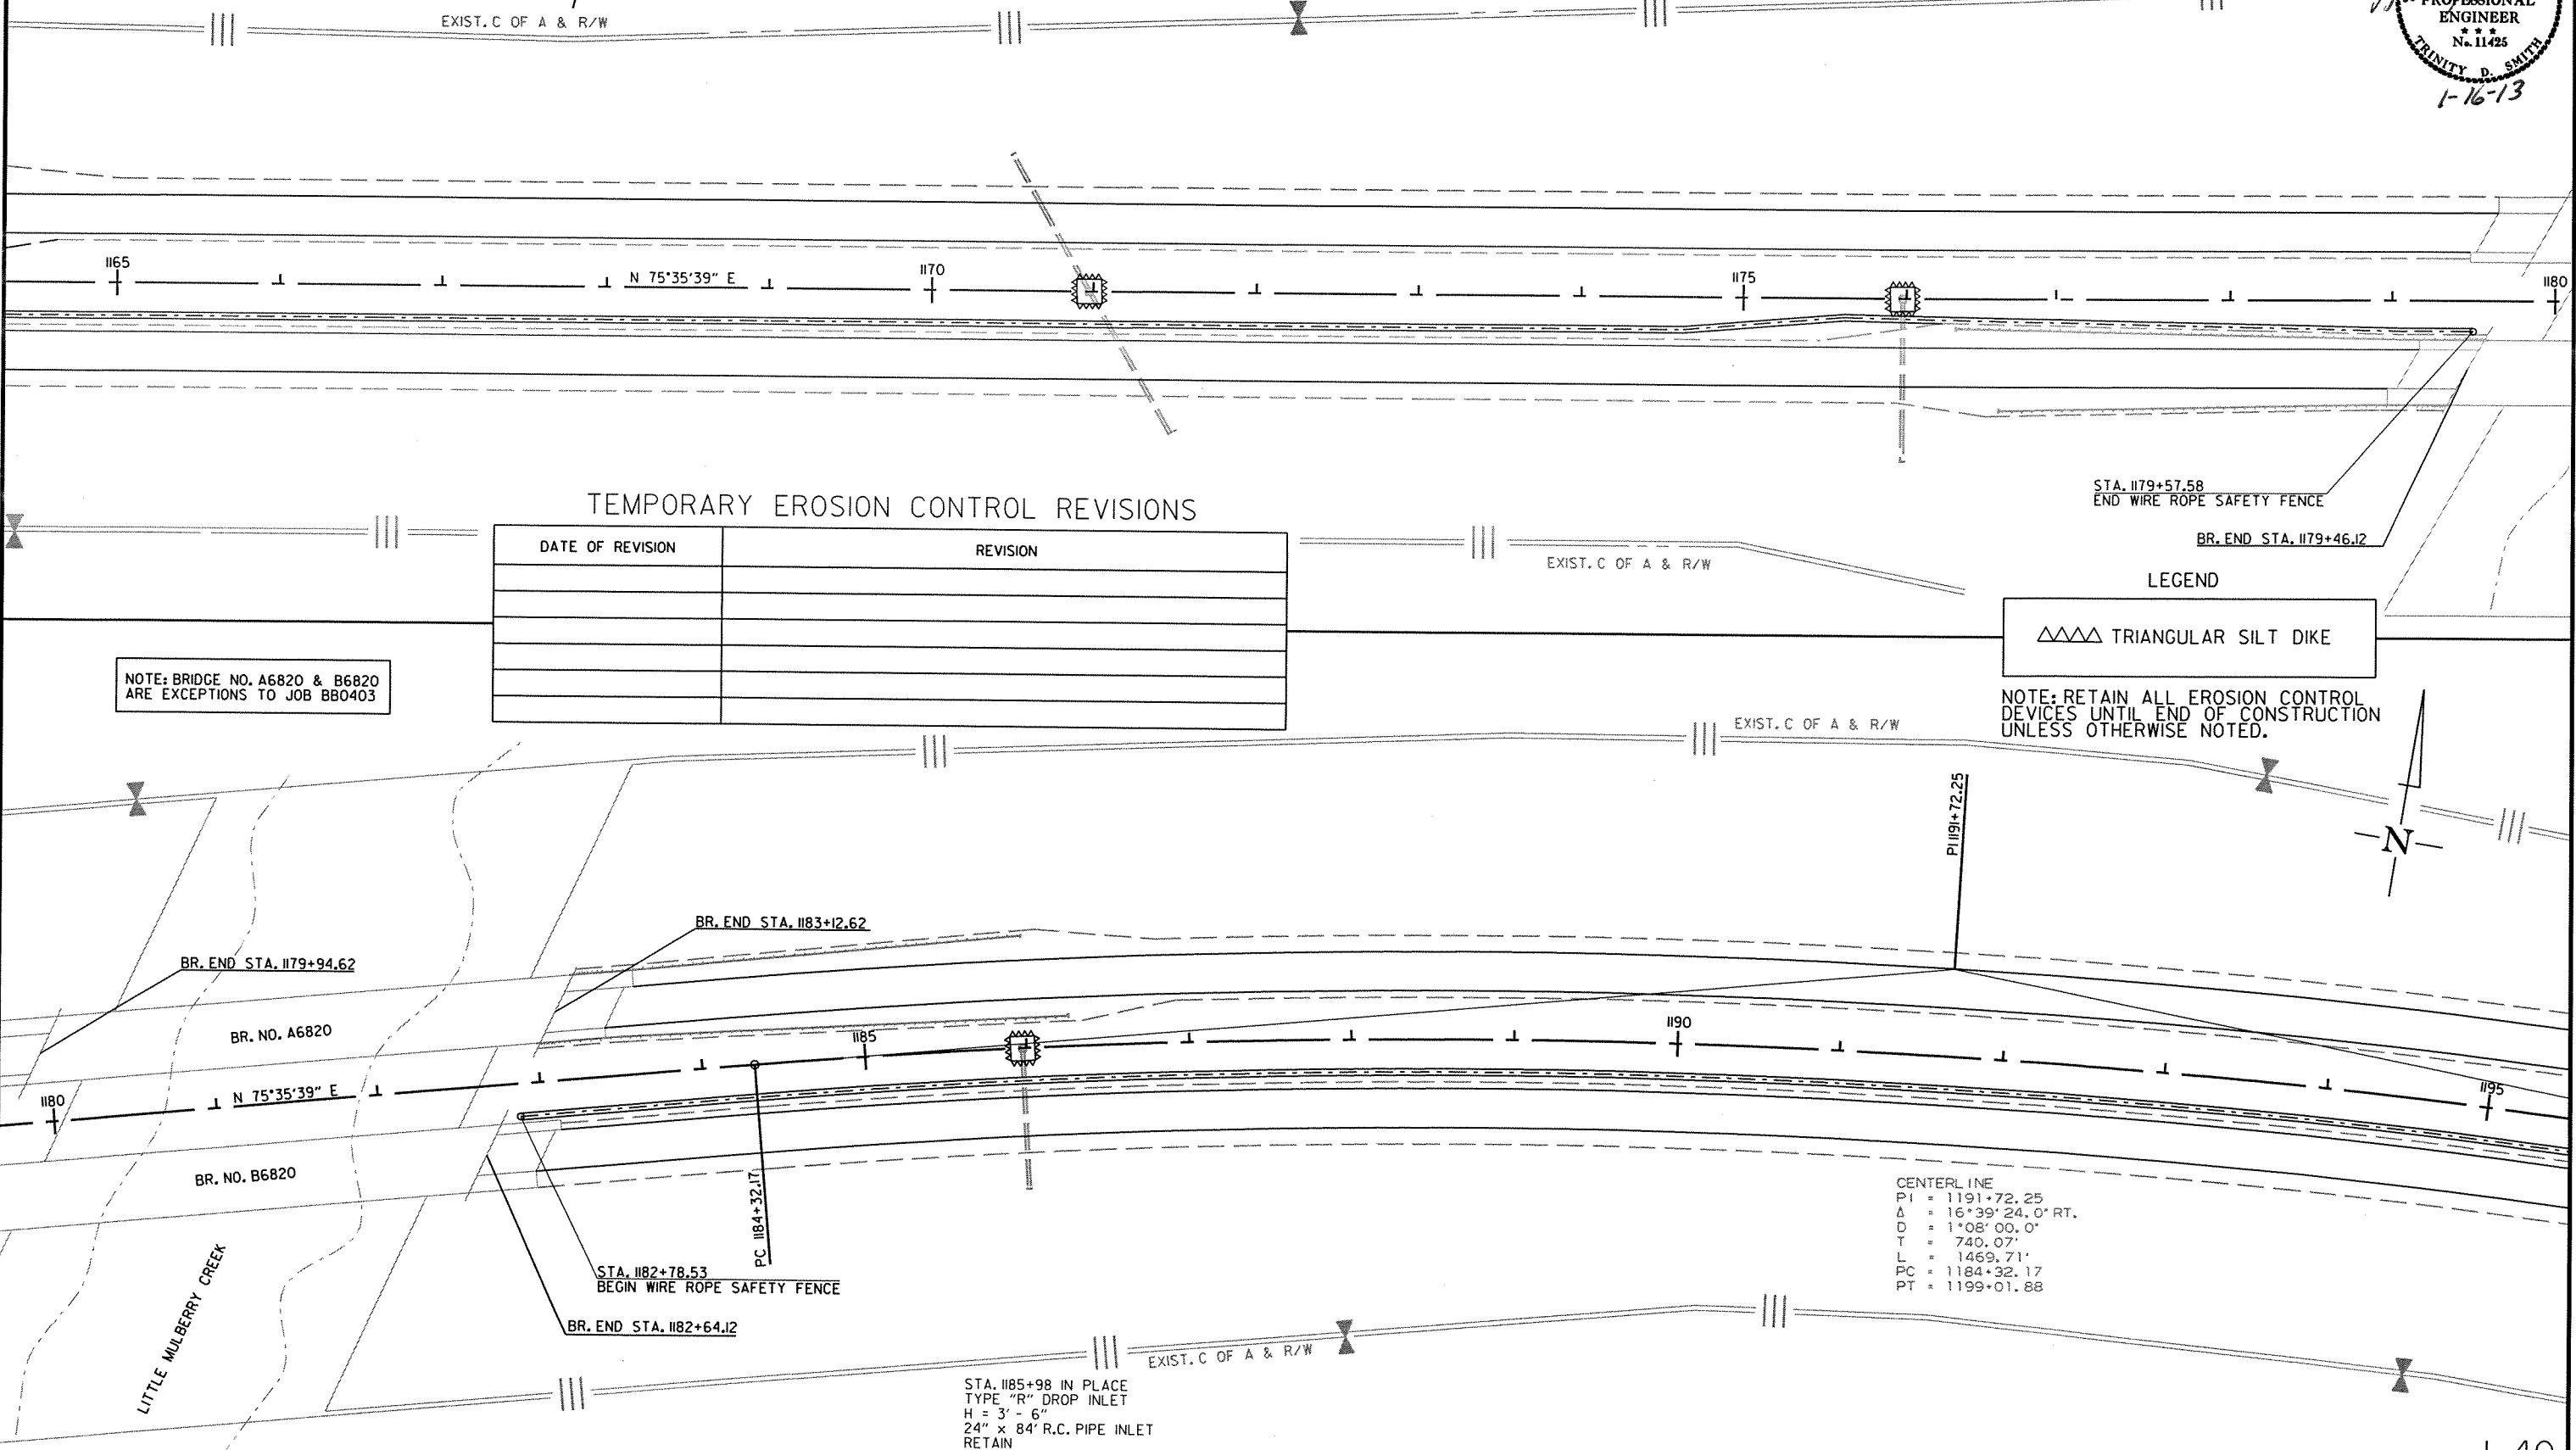 EXIST. C OF A & R/W
PROFESSIONAL
ENGINEER
★ ★ ★
No. 11425
TRINITY D. SMITH
1-16-13
1165
N 75°35'39" E
1170
1175
1180
STA. 1179+57.58
END WIRE ROPE SAFETY FENCE
BR. END STA. 1179+46.12
TEMPORARY EROSION CONTROL REVISIONS
DATE OF REVISION
REVISION
EXIST. C OF A & R/W
LEGEND
TRIANGULAR SILT DIKE
NOTE: RETAIN ALL EROSION CONTROL
DEVICES UNTIL END OF CONSTRUCTION
UNLESS OTHERWISE NOTED.
NOTE: BRIDGE NO. A6820 & B6820
ARE EXCEPTIONS TO JOB BB0403
EXIST. C OF A & R/W
PI 1191+72.25
N
BR. END STA. 1183+12.62
BR. END STA. 1179+94.62
BR. NO. A6820
1180
N 75°35'39" E
1185
1190
1195
BR. NO. B6820
PC 1184+32.17
LITTLE MULBERRY CREEK
STA. 1182+78.53
BEGIN WIRE ROPE SAFETY FENCE
BR. END STA. 1182+64.12
CENTERLINE
PI = 1191+72.25
Δ = 16°39'24.0" RT.
D = 1°08'00.0"
T = 740.07'
L = 1469.71'
PC = 1184+32.17
PT = 1199+01.88
EXIST. C OF A & R/W
STA. 1185+98 IN PLACE
TYPE "R" DROP INLET
H = 3' - 6"
24" x 84' R.C. PIPE INLET
RETAIN